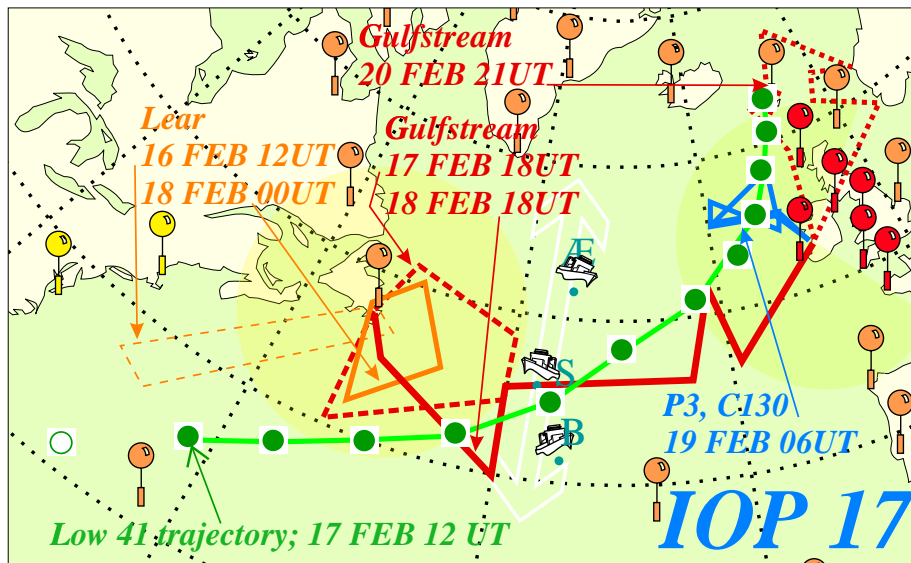 Gulfstream
20 FEB 21UT
Lear
16 FEB 12UT
18 FEB 00UT
Gulfstream
17 FEB 18UT
18 FEB 18UT
Æ
S
B
P3, C130
19 FEB 06UT
Low 41 trajectory; 17 FEB 12 UT
IOP 17